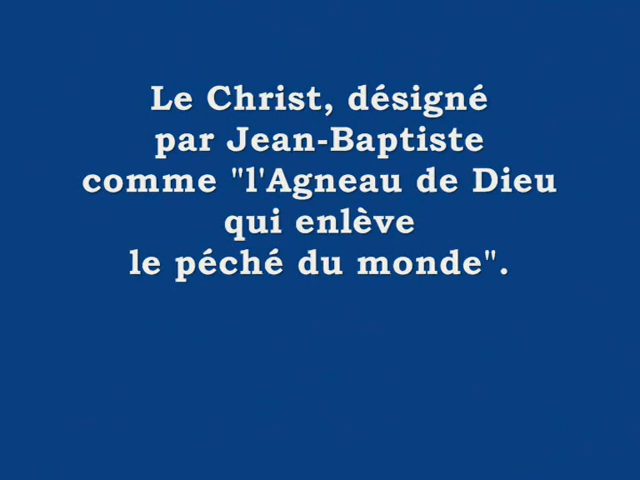 Le Christ, désigné
par Jean-Baptiste
comme "l'Agneau de Dieu
qui enlève
le péché du monde".